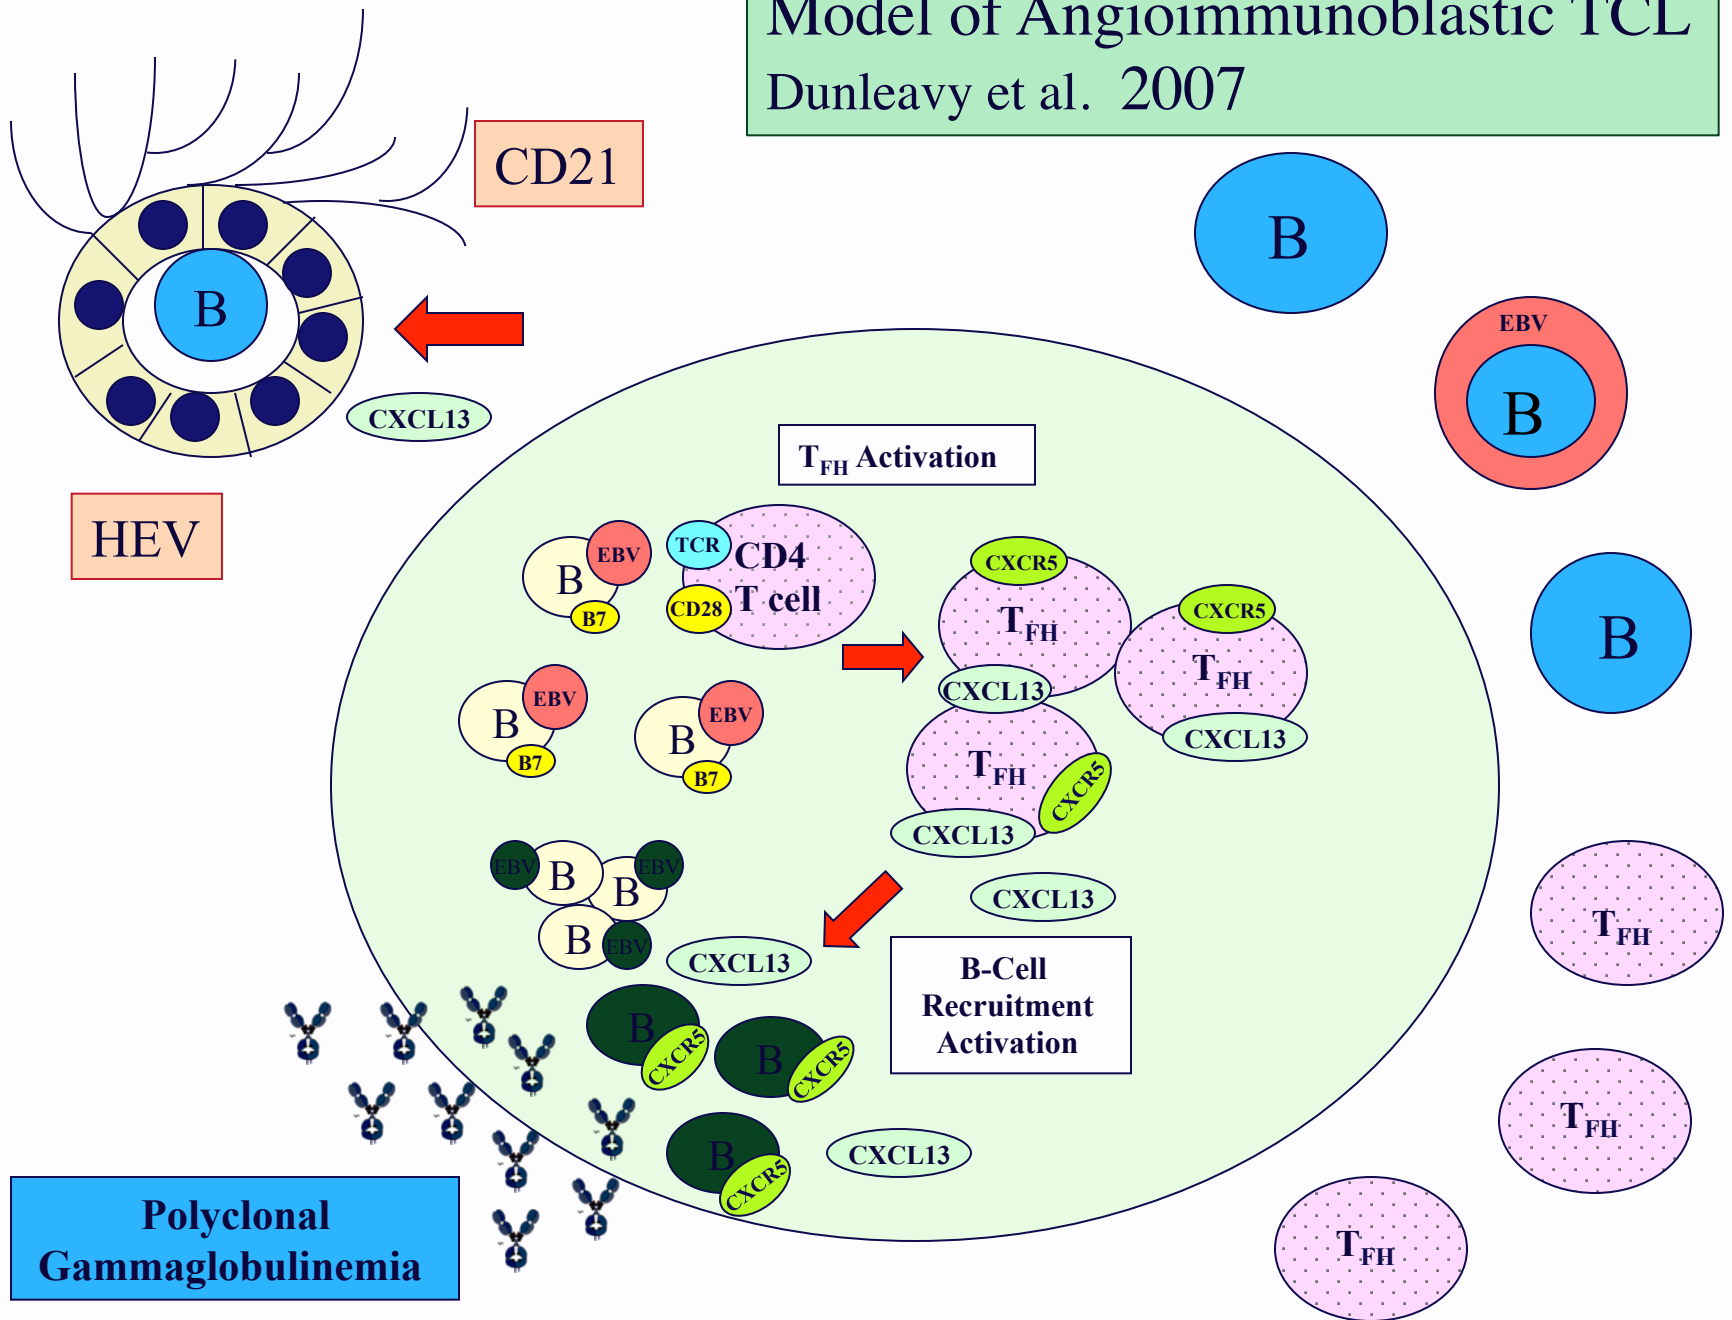 Model of Angioimmunoblastic TCL
Dunleavy et al. 2007
CD21
B
B
EBV
B
CXCL13
HEV
TFH Activation
B
EBV
B7
TCR
CD28
CD4
T cell
CXCR5
TFH
CXCL13
CXCR5
TFH
CXCL13
B
B
EBV
B7
B
EBV
B7
TFH
CXCR5
CXCL13
CXCL13
EBV
B
B
EBV
B
EBV
CXCL13
B-Cell
Recruitment
Activation
TFH
B
CXCR5
B
CXCR5
B
CXCR5
CXCL13
TFH
TFH
Polyclonal
Gammaglobulinemia